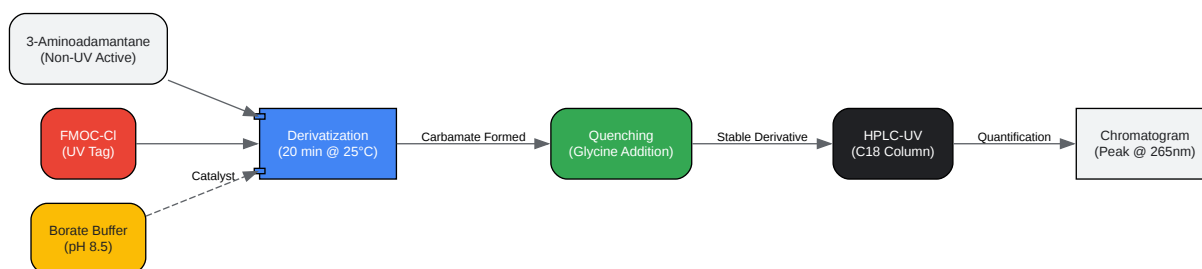 3-Aminoadamantane
(Non-UV Active)
FMOC-Cl
(UV Tag)
Borate Buffer
(pH 8.5)
Catalyst
Derivatization
(20 min @ 25°C)
Carbamate Formed
Quenching
(Glycine Addition)
Stable Derivative
HPLC-UV
(C18 Column)
Quantification
Chromatogram
(Peak @ 265nm)